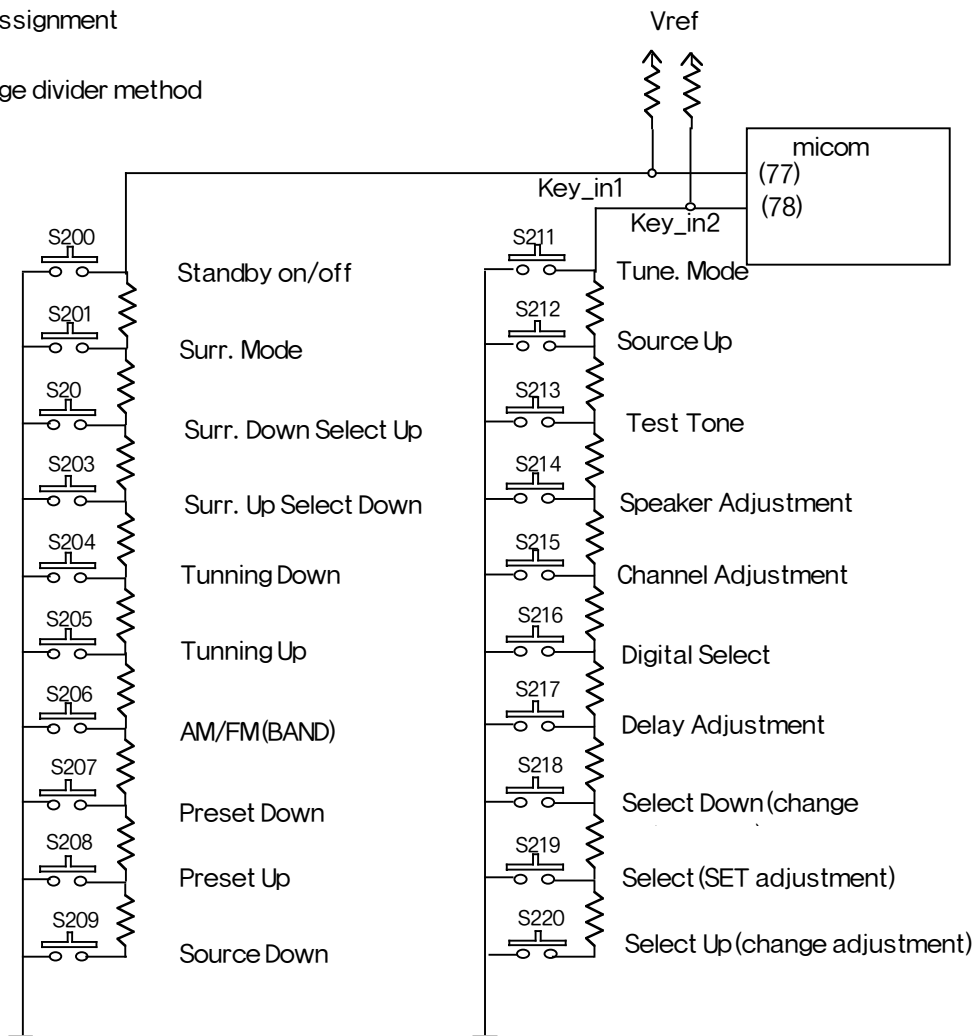 ssignment
ge divider method
Vref
micom
(77)
(78)
Key_in1
Key_in2
S200
Standby on/off
S201
Surr. Mode
S20
Surr. Down Select Up
S203
Surr. Up Select Down
S204
Tunning Down
S205
Tunning Up
S206
AM/FM(BAND)
S207
Preset Down
S208
Preset Up
S209
Source Down
S211
Tune. Mode
S212
Source Up
S213
Test Tone
S214
Speaker Adjustment
S215
Channel Adjustment
S216
Digital Select
S217
Delay Adjustment
S218
Select Down(change
S219
Select(SET adjustment)
S220
Select Up(change adjustment)